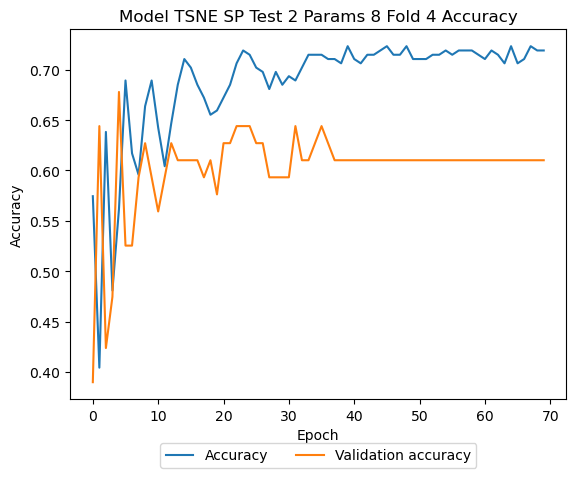 Model TSNE SP Test 2 Params 8 Fold 4 Accuracy
0.70
0.65
0.60
0.55
0.50
0.45
0.40
Accuracy
0 10 20 30 40 50 60 70
Epoch
Accuracy Validation accuracy